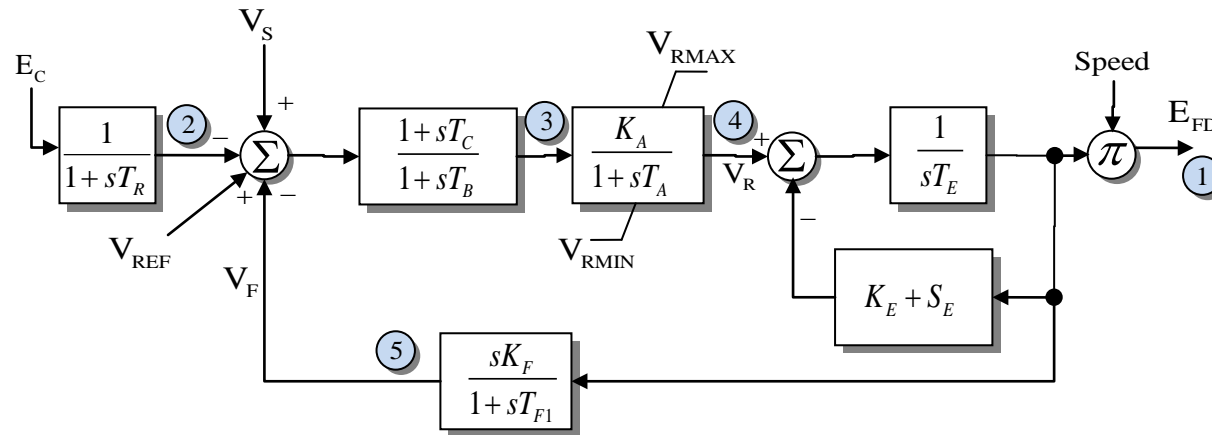 V_S
E_C
2
−
+
Σ
1
1 + sT_R
+
−
V_REF
V_F
1 + sT_C
1 + sT_B
3
V_RMAX
K_A
1 + sT_A
V_RMIN
4
V_R
+
Σ
−
1
sT_E
Speed
π
E_FD
1
K_E + S_E
5
sK_F
1 + sT_F1